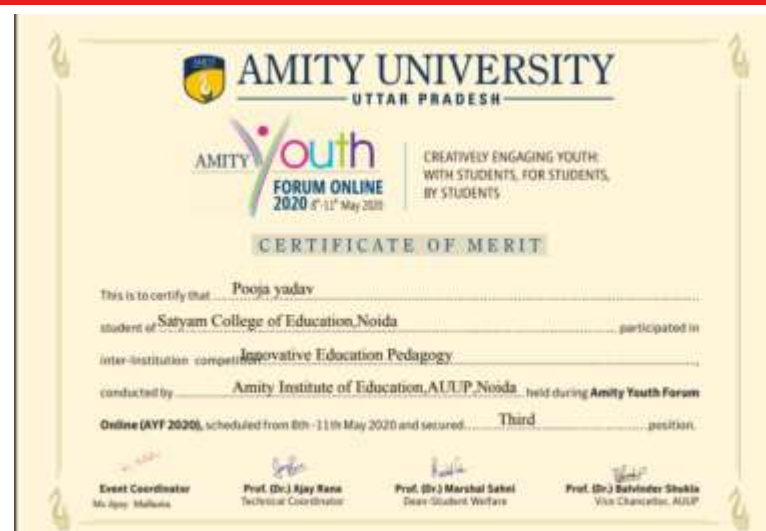 AMITY UNIVERSITY
UTTAR PRADESH
AMITY Youth
FORUM ONLINE
2020 8th-11th May 2020
CREATIVELY ENGAGING YOUTH:
WITH STUDENTS, FOR STUDENTS,
BY STUDENTS
CERTIFICATE OF MERIT
This is to certify that Pooja yadav
student of Satyam College of Education,Noida participated in
inter-institution competition Innovative Education Pedagogy ,
conducted by Amity Institute of Education,AUUP,Noida held during Amity Youth Forum
Online (AYF 2020), scheduled from 8th-11th May 2020 and secured Third position.
Event Coordinator
Prof. (Dr.) Ajay Rana
Technical Coordinator
Prof. (Dr.) Marshal Sahni
Dean-Student Welfare
Prof. (Dr.) Balvinder Shukla
Vice Chancellor, AUUP